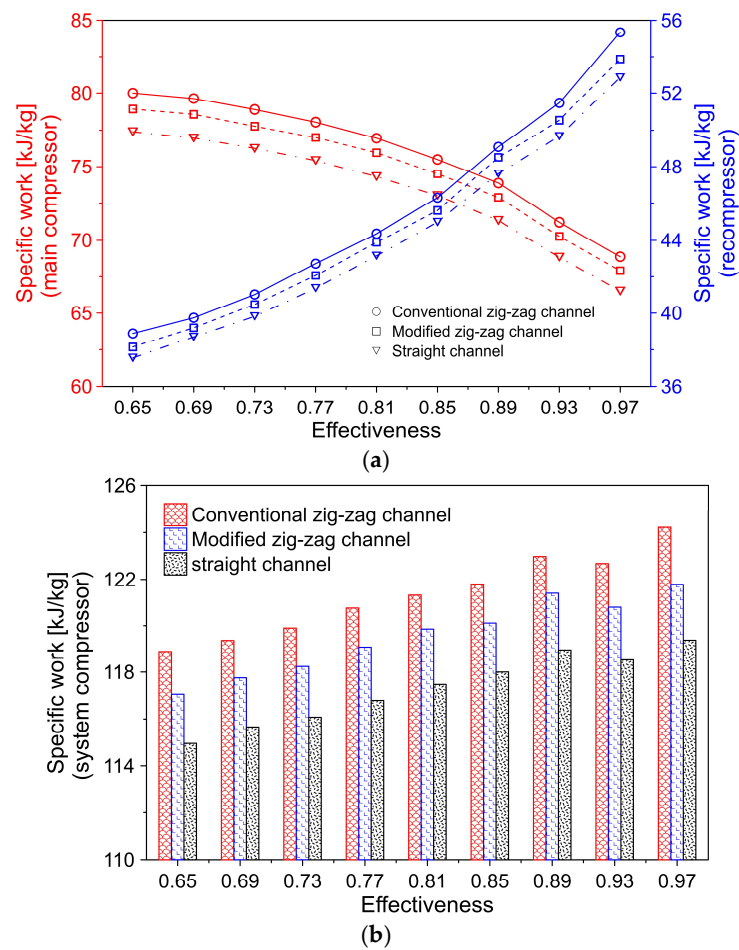 85
80
75
70
65
60
Specific work [kJ/kg]
(main compressor)
56
52
48
44
40
36
Specific work [kJ/kg]
(recompressor)
Conventional zig-zag channel
Modified zig-zag channel
Straight channel
0.65 0.69 0.73 0.77 0.81 0.85 0.89 0.93 0.97
Effectiveness
(a)
126
122
118
114
110
Specific work [kJ/kg]
(system compressor)
Conventional zig-zag channel
Modified zig-zag channel
straight channel
0.65 0.69 0.73 0.77 0.81 0.85 0.89 0.93 0.97
Effectiveness
(b)